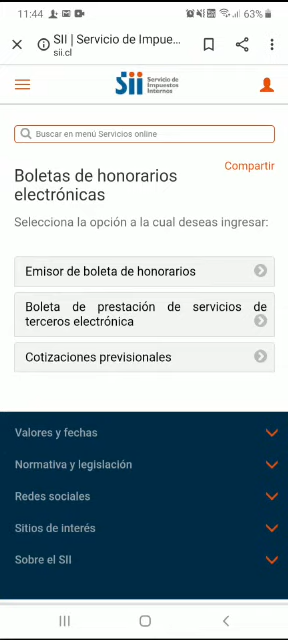 11:44
63%
SII | Servicio de Impue...
sii.cl
Sii Servicio de
Impuestos
Internos
Buscar en menú Servicios online
Compartir
Boletas de honorarios
electrónicas
Selecciona la opción a la cual deseas ingresar:
Emisor de boleta de honorarios
Boleta de prestación de servicios de
terceros electrónica
Cotizaciones previsionales
Valores y fechas
Normativa y legislación
Redes sociales
Sitios de interés
Sobre el SII